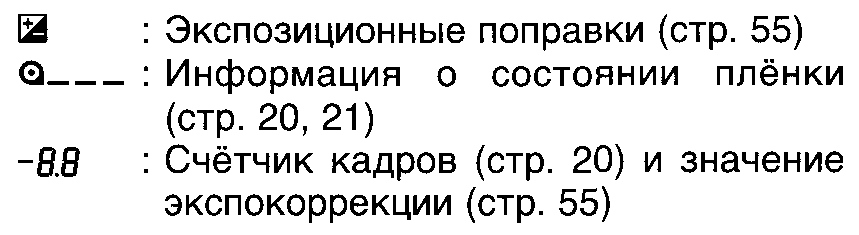 : Экспозиционные поправки (стр. 55)
: Информация о состоянии плёнки
(стр. 20, 21)
-8.8 : Счётчик кадров (стр. 20) и значение
экспокоррекции (стр. 55)